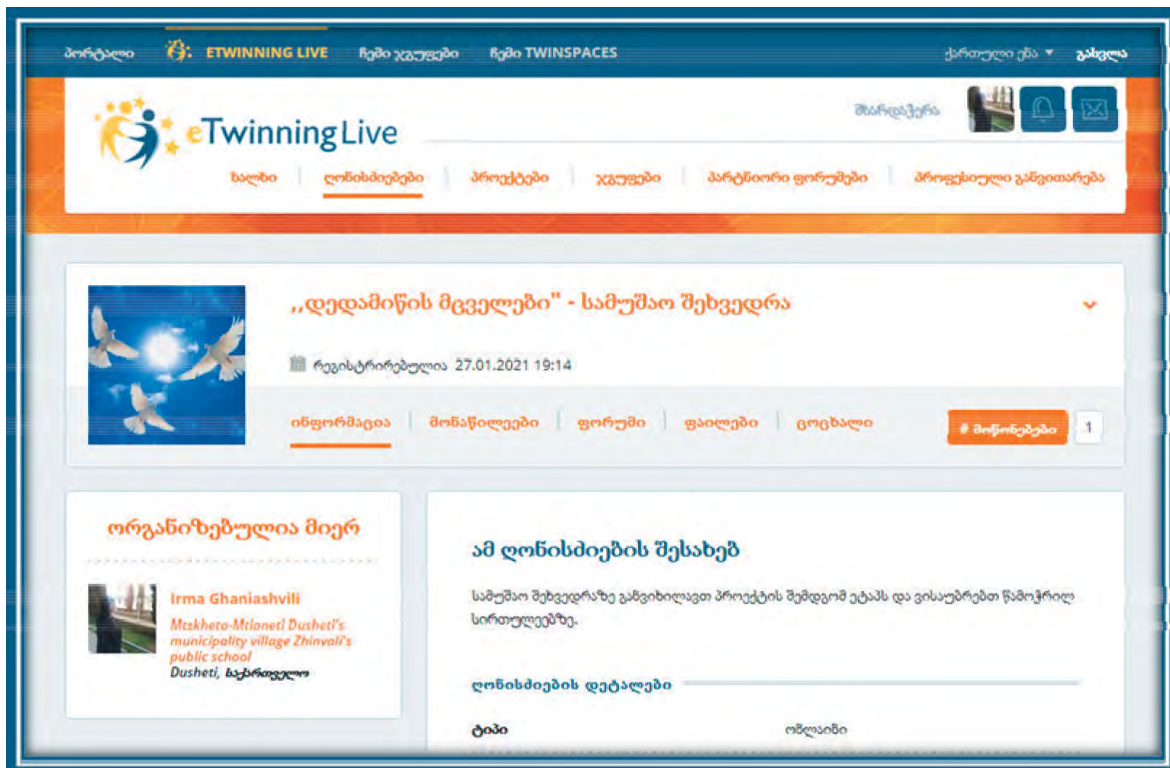 პორტალი ETWINNING LIVE ჩემი ჯგუფები ჩემი TWINSPACES ქართული ენა გასვლა
მხარდაჭერა
eTwinning Live
ხალხი ღონისძიებები პროექტები ჯგუფები პარტნიორი ფორუმები პროფესიული განვითარება
,,დედამიწის მცველები" - სამუშაო შეხვედრა
რეგისტრირებულია 27.01.2021 19:14
ინფორმაცია მონაწილეები ფორუმი ფაილები ცოცხალი # მოწონებები 1
ორგანიზებულია მიერ
Irma Ghaniashvili
Mtskheta-Mtianeti Dusheti's
municipality village Zhinvali's
public school
Dusheti, საქართველო
ამ ღონისძიების შესახებ
სამუშაო შეხვედრაზე განვიხილავთ პროექტის შემდგომ ეტაპს და ვისაუბრებთ წამოჭრილ
სირთულეებზე.
ღონისძიების დეტალები
ტიპი ონლაინი